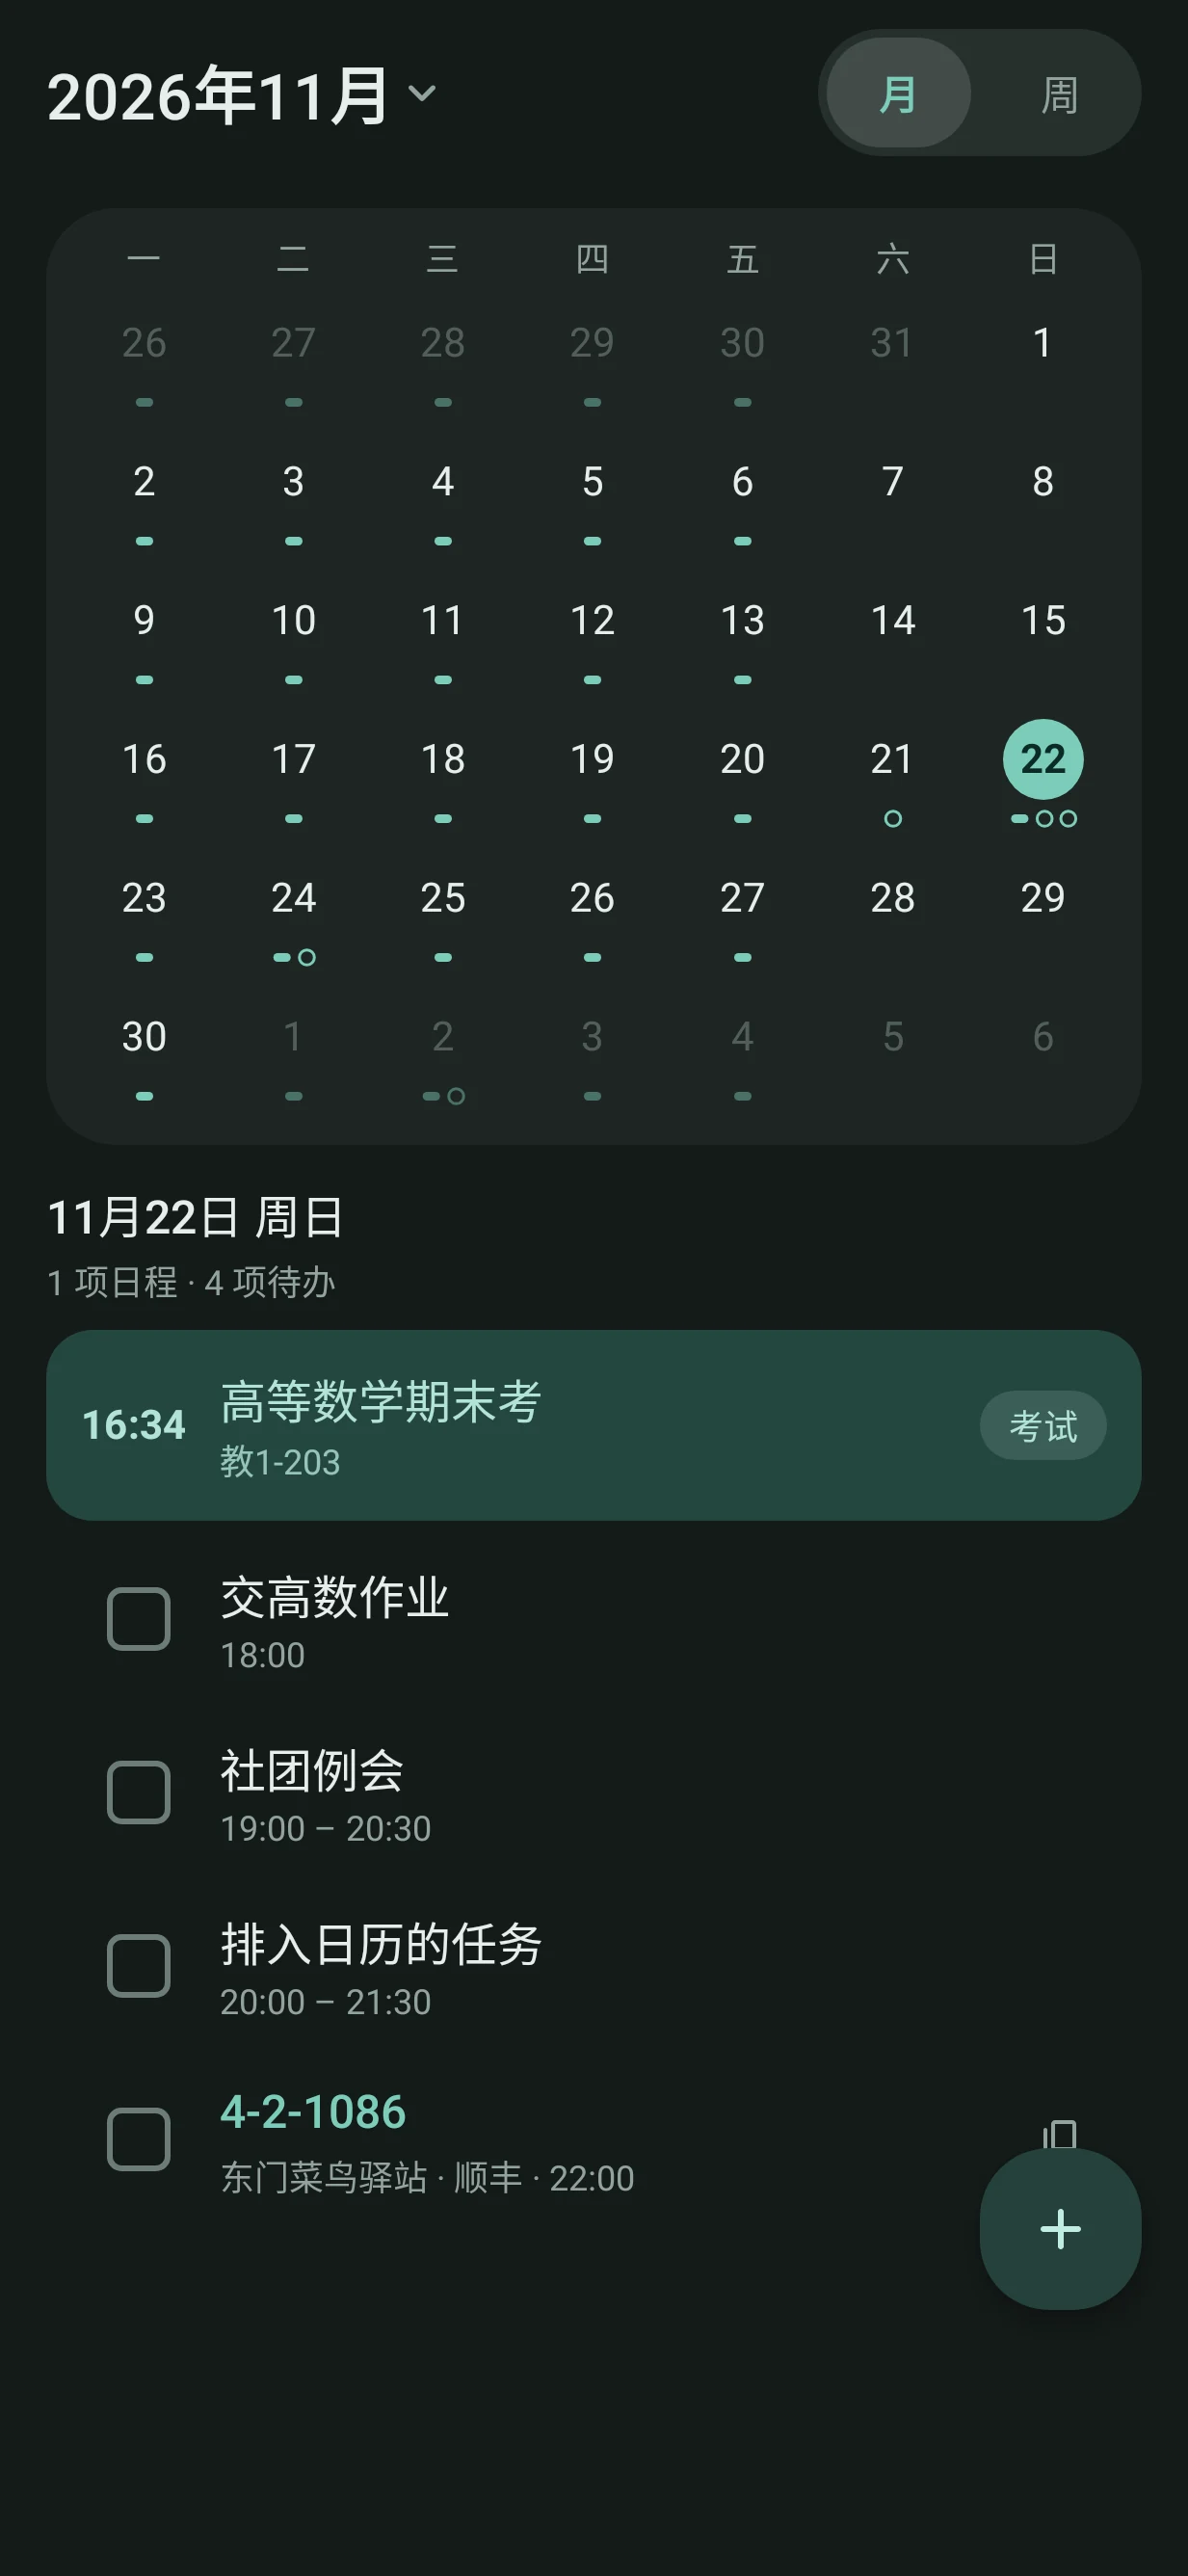 2026年11月
月 周
一 二 三 四 五 六 日
26 27 28 29 30 31 1
2 3 4 5 6 7 8
9 10 11 12 13 14 15
16 17 18 19 20 21 22
23 24 25 26 27 28 29
30 1 2 3 4 5 6
11月22日 周日
1 项日程 · 4 项待办
16:34
高等数学期末考
教1-203
考试
交高数作业
18:00
社团例会
19:00 – 20:30
排入日历的任务
20:00 – 21:30
4-2-1086
东门菜鸟驿站 · 顺丰 · 22:00